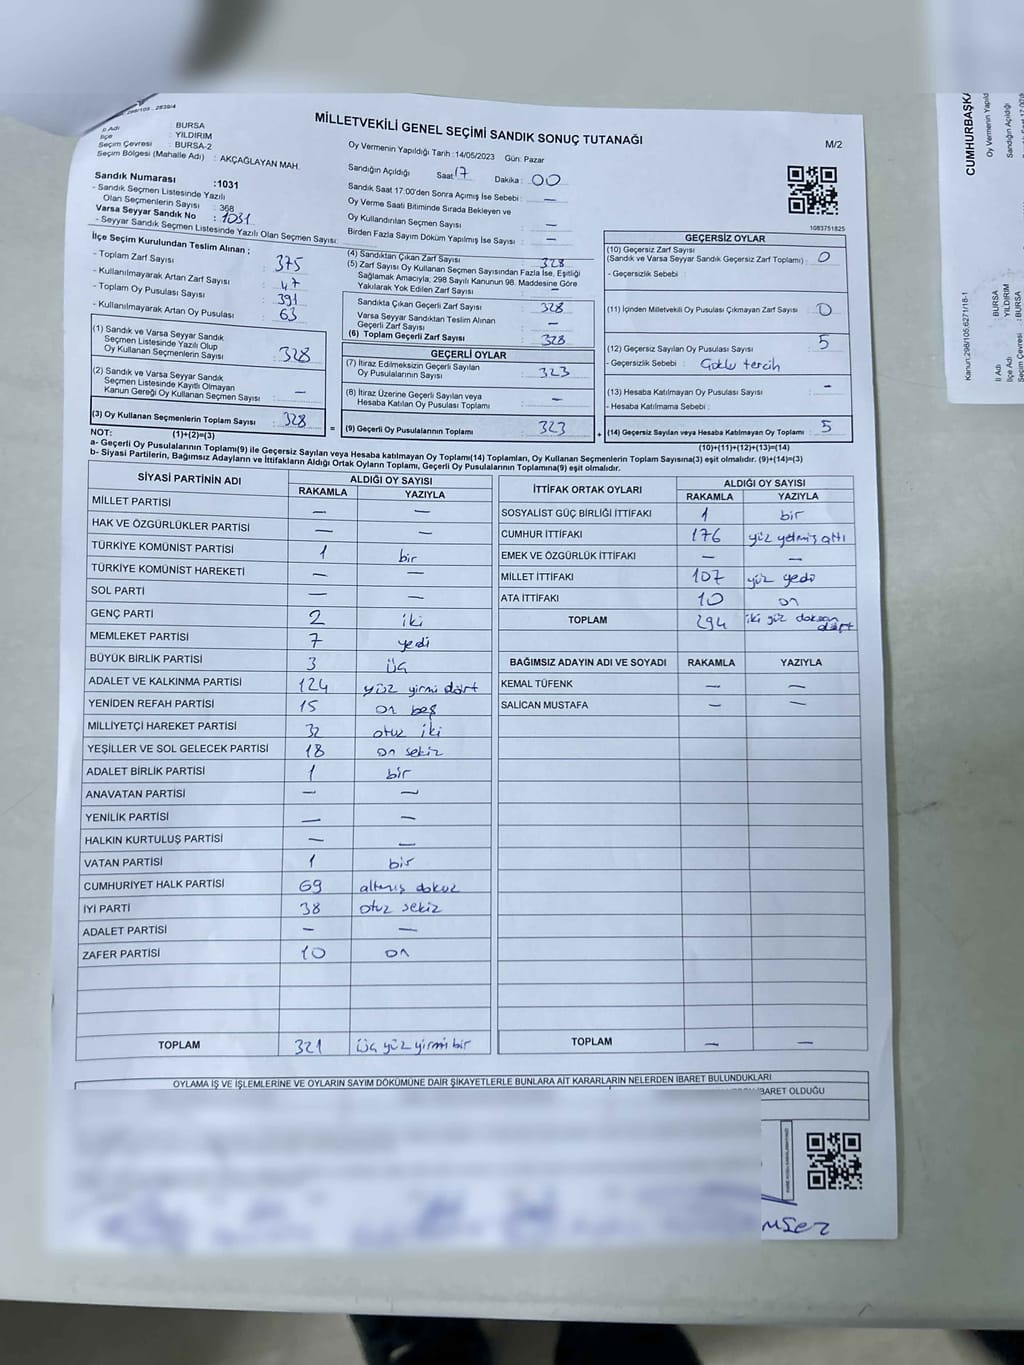 298/105 . 2839/4
MİLLETVEKİLİ GENEL SEÇİMİ SANDIK SONUÇ TUTANAĞI
M/2
İl Adı : BURSA
İlçe : YILDIRIM
Seçim Çevresi : BURSA-2
Seçim Bölgesi (Mahalle Adı) : AKÇAĞLAYAN MAH.
Sandık Numarası :1031
- Sandık Seçmen Listesinde Yazılı
Olan Seçmenlerin Sayısı : 368
Varsa Seyyar Sandık No : 1031
- Seyyar Sandık Seçmen Listesinde Yazılı Olan Seçmen Sayısı:
Oy Vermenin Yapıldığı Tarih :14/05/2023 Gün: Pazar
Sandığın Açıldığı Saat: 17 Dakika : 00
Sandık Saat 17:00'den Sonra Açımış İse Sebebi : —
Oy Verme Saati Bitiminde Sırada Bekleyen ve
Oy Kullandırılan Seçmen Sayısı : —
Birden Fazla Sayım Döküm Yapılmış İse Sayısı : —
1083751825
İlçe Seçim Kurulundan Teslim Alınan ;
- Toplam Zarf Sayısı : 375
- Kullanılmayarak Artan Zarf Sayısı : 47
- Toplam Oy Pusulası Sayısı : 391
- Kullanılmayarak Artan Oy Pusulası : 63
(1) Sandık ve Varsa Seyyar Sandık
Seçmen Listesinde Yazılı Olup
Oy Kullanan Seçmenlerin Sayısı : 328
(2) Sandık ve Varsa Seyyar Sandık
Seçmen Listesinde Kayıtlı Olmayan
Kanun Gereği Oy Kullanan Seçmen Sayısı : —
(3) Oy Kullanan Seçmenlerin Toplam Sayısı : 328
(4) Sandıktan Çıkan Zarf Sayısı : 328
(5) Zarf Sayısı Oy Kullanan Seçmen Sayısından Fazla İse, Eşitliği
Sağlamak Amacıyla; 298 Sayılı Kanunun 98. Maddesine Göre
Yakılarak Yok Edilen Zarf Sayısı : —
Sandıkta Çıkan Geçerli Zarf Sayısı : 328
Varsa Seyyar Sandıktan Teslim Alınan
Geçerli Zarf Sayısı : —
(6) Toplam Geçerli Zarf Sayısı : 328
GEÇERLİ OYLAR
(7) İtiraz Edilmeksizin Geçerli Sayılan
Oy Pusulalarının Sayısı : 323
(8) İtiraz Üzerine Geçerli Sayılan veya
Hesaba Katılan Oy Pusulası Toplamı : —
= (9) Geçerli Oy Pusulalarının Toplamı : 323
GEÇERSİZ OYLAR
(10) Geçersiz Zarf Sayısı
(Sandık ve Varsa Seyyar Sandık Geçersiz Zarf Toplamı) : 0
- Geçersizlik Sebebi :
(11) İçinden Milletvekili Oy Pusulası Çıkmayan Zarf Sayısı : 0
(12) Geçersiz Sayılan Oy Pusulası Sayısı : 5
- Geçersizlik Sebebi : Çoklu tercih
(13) Hesaba Katılmayan Oy Pusulası Sayısı : -
- Hesaba Katılmama Sebebi :
+ (14) Geçersiz Sayılan veya Hesaba Katılmayan Oy Toplamı : 5
NOT: (1)+(2)=(3)
(10)+(11)+(12)+(13)=(14)
a- Geçerli Oy Pusulalarının Toplamı(9) ile Geçersiz Sayılan veya Hesaba katılmayan Oy Toplamı(14) Toplamları, Oy Kullanan Seçmenlerin Toplam Sayısına(3) eşit olmalıdır. (9)+(14)=(3)
b- Siyasi Partilerin, Bağımsız Adayların ve İttifakların Aldığı Ortak Oyların Toplamı, Geçerli Oy Pusulalarının Toplamına(9) eşit olmalıdır.
SİYASİ PARTİNİN ADI ALDIĞI OY SAYISI
RAKAMLA YAZIYLA
MİLLET PARTİSİ — —
HAK VE ÖZGÜRLÜKLER PARTİSİ — —
TÜRKİYE KOMÜNİST PARTİSİ 1 bir
TÜRKİYE KOMÜNİST HAREKETİ — —
SOL PARTİ — —
GENÇ PARTİ 2 iki
MEMLEKET PARTİSİ 7 yedi
BÜYÜK BİRLİK PARTİSİ 3 üç
ADALET VE KALKINMA PARTİSİ 124 yüz yirmi dört
YENİDEN REFAH PARTİSİ 15 on beş
MİLLİYETÇİ HAREKET PARTİSİ 32 otuz iki
YEŞİLLER VE SOL GELECEK PARTİSİ 18 on sekiz
ADALET BİRLİK PARTİSİ 1 bir
ANAVATAN PARTİSİ — —
YENİLİK PARTİSİ — —
HALKIN KURTULUŞ PARTİSİ — —
VATAN PARTİSİ 1 bir
CUMHURİYET HALK PARTİSİ 69 altmış dokuz
İYİ PARTİ 38 otuz sekiz
ADALET PARTİSİ — —
ZAFER PARTİSİ 10 on
TOPLAM 321 üç yüz yirmi bir
İTTİFAK ORTAK OYLARI ALDIĞI OY SAYISI
RAKAMLA YAZIYLA
SOSYALİST GÜÇ BİRLİĞİ İTTİFAKI 1 bir
CUMHUR İTTİFAKI 176 yüz yetmiş altı
EMEK VE ÖZGÜRLÜK İTTİFAKI — —
MİLLET İTTİFAKI 107 yüz yedi
ATA İTTİFAKI 10 on
TOPLAM 294 iki yüz doksan dört
BAĞIMSIZ ADAYIN ADI VE SOYADI RAKAMLA YAZIYLA
KEMAL TÜFENK — —
SALİCAN MUSTAFA — —
TOPLAM — —
OYLAMA İŞ VE İŞLEMLERİNE VE OYLARIN SAYIM DÖKÜMÜNE DAİR ŞİKAYETLERLE BUNLARA AİT KARARLARIN NELERDEN İBARET BULUNDUKLARI
İBARET OLDUĞU
CUMHURBAŞKA
Oy Vermenin Yapıld
Sandığın Açıldığı
Kanun;298/105.6271/18-1
İl Adı : BURSA
İlçe : YILDIRIM
Seçim Çevresi : BURSA